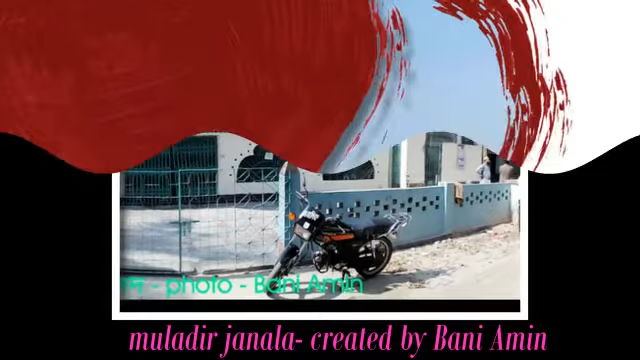 - photo - Bani Amin
muladir janala- created by Bani Amin